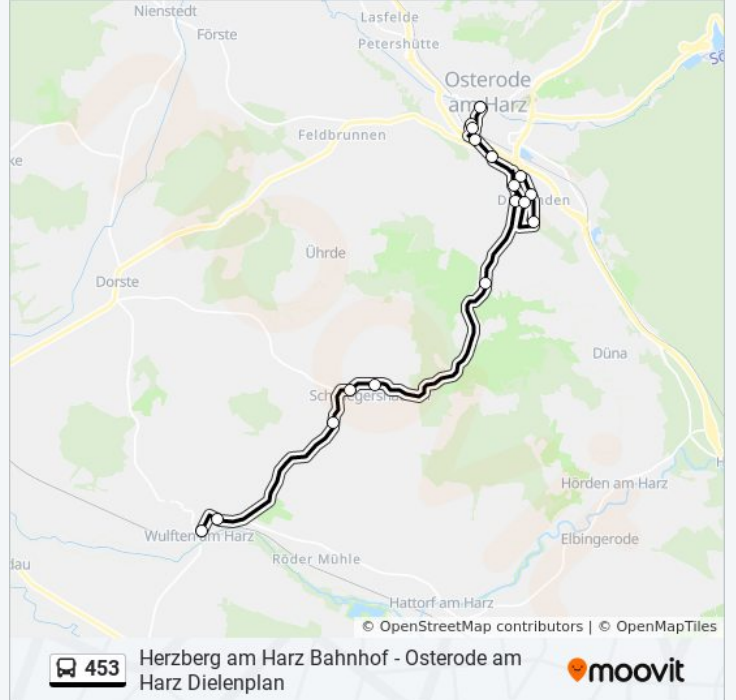 Nienstedt
Förste
Lasfelde
Petershütte
Osterode
am Harz
Feldbrunnen
Ührde
Dorste
Düna
Hörden am Harz
Wulften am Harz
Elbingerode
Röder Mühle
Hattorf am Harz
© OpenStreetMap contributors | © OpenMapTiles
453
Herzberg am Harz Bahnhof - Osterode am
Harz Dielenplan
moovit